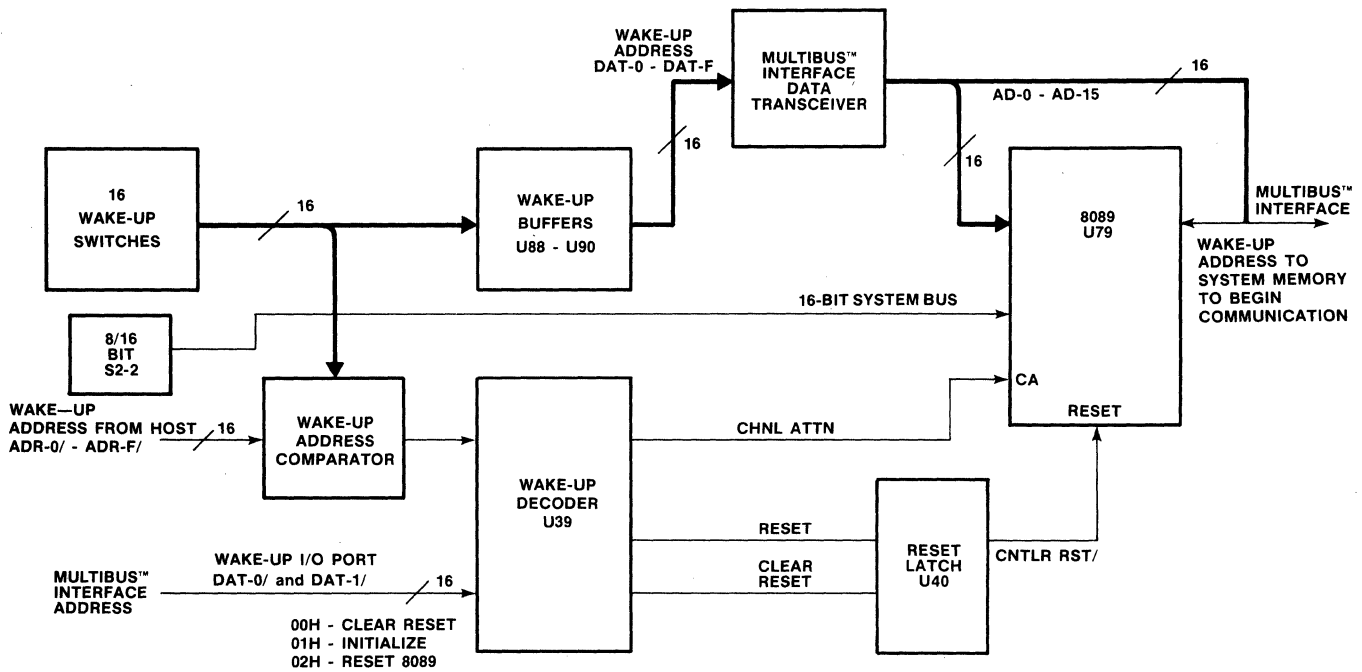 WAKE-UP
ADDRESS
DAT-0 - DAT-F
MULTIBUS™
INTERFACE
DATA
TRANSCEIVER
16
AD-0 - AD-15
16
16
16
WAKE-UP
SWITCHES
16
WAKE-UP
BUFFERS
U88 - U90
8089
U79
MULTIBUS™
INTERFACE
WAKE-UP
ADDRESS TO
SYSTEM MEMORY
TO BEGIN
COMMUNICATION
16-BIT SYSTEM BUS
8/16
BIT
S2-2
CA
RESET
WAKE—UP
ADDRESS FROM HOST
ADR-0/ - ADR-F/
16
WAKE-UP
ADDRESS
COMPARATOR
CHNL ATTN
WAKE-UP
DECODER
U39
RESET
CLEAR
RESET
RESET
LATCH
U40
CNTLR RST/
MULTIBUS™
INTERFACE
ADDRESS
WAKE-UP I/O PORT
DAT-0/ and DAT-1/
16
00H - CLEAR RESET
01H - INITIALIZE
02H - RESET 8089